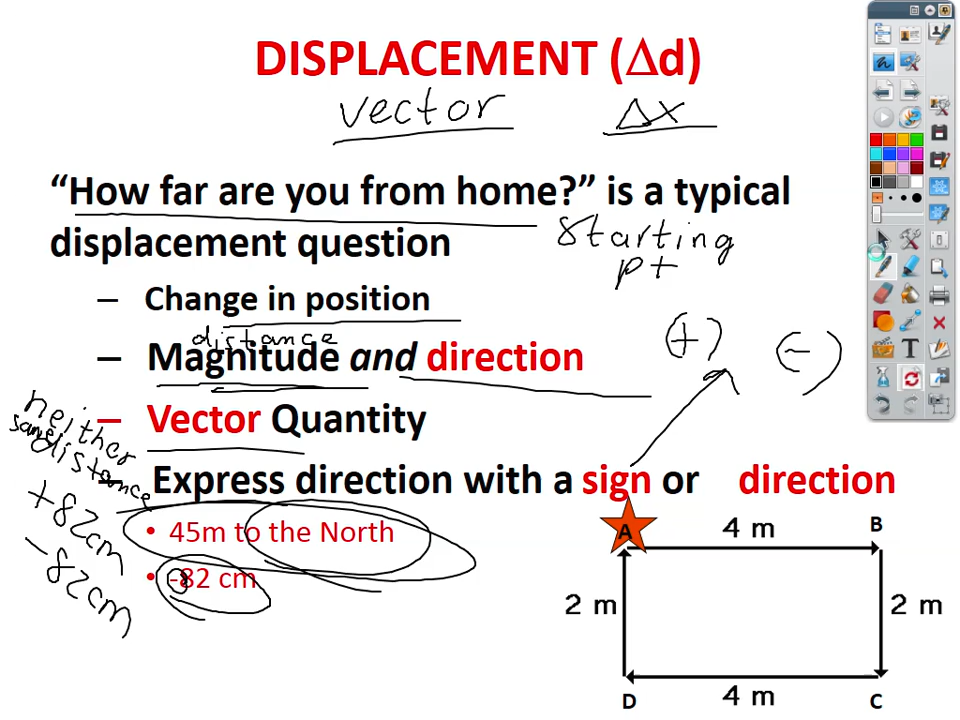 DISPLACEMENT (Δd)
vector Δx
“How far are you from home?” is a typical
displacement question
starting
pt
– Change in position
distance
– Magnitude and direction
(+) (-)
– Vector Quantity
neither
same distance
– Express direction with a sign or direction
+82cm
-82cm
• 45m to the North
• -82 cm
A 4 m B
2 m 2 m
D 4 m C
T